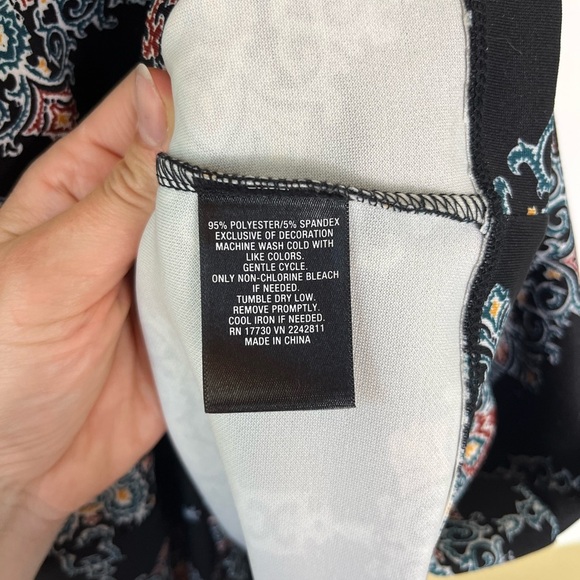 95% POLYESTER/5% SPANDEX
EXCLUSIVE OF DECORATION
MACHINE WASH COLD WITH
LIKE COLORS.
GENTLE CYCLE.
ONLY NON-CHLORINE BLEACH
IF NEEDED.
TUMBLE DRY LOW.
REMOVE PROMPTLY.
COOL IRON IF NEEDED.
RN 17730 VN 2242811
MADE IN CHINA